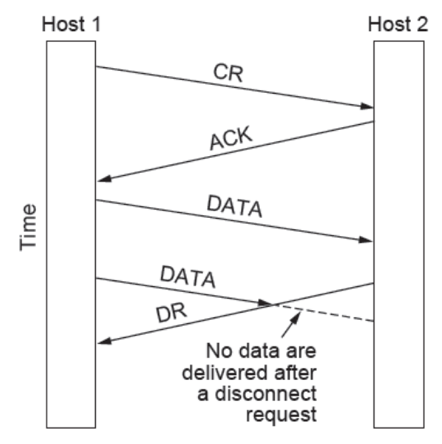 Host 1
Host 2
CR
ACK
Time
DATA
DATA
DR
No data are
delivered after
a disconnect
request